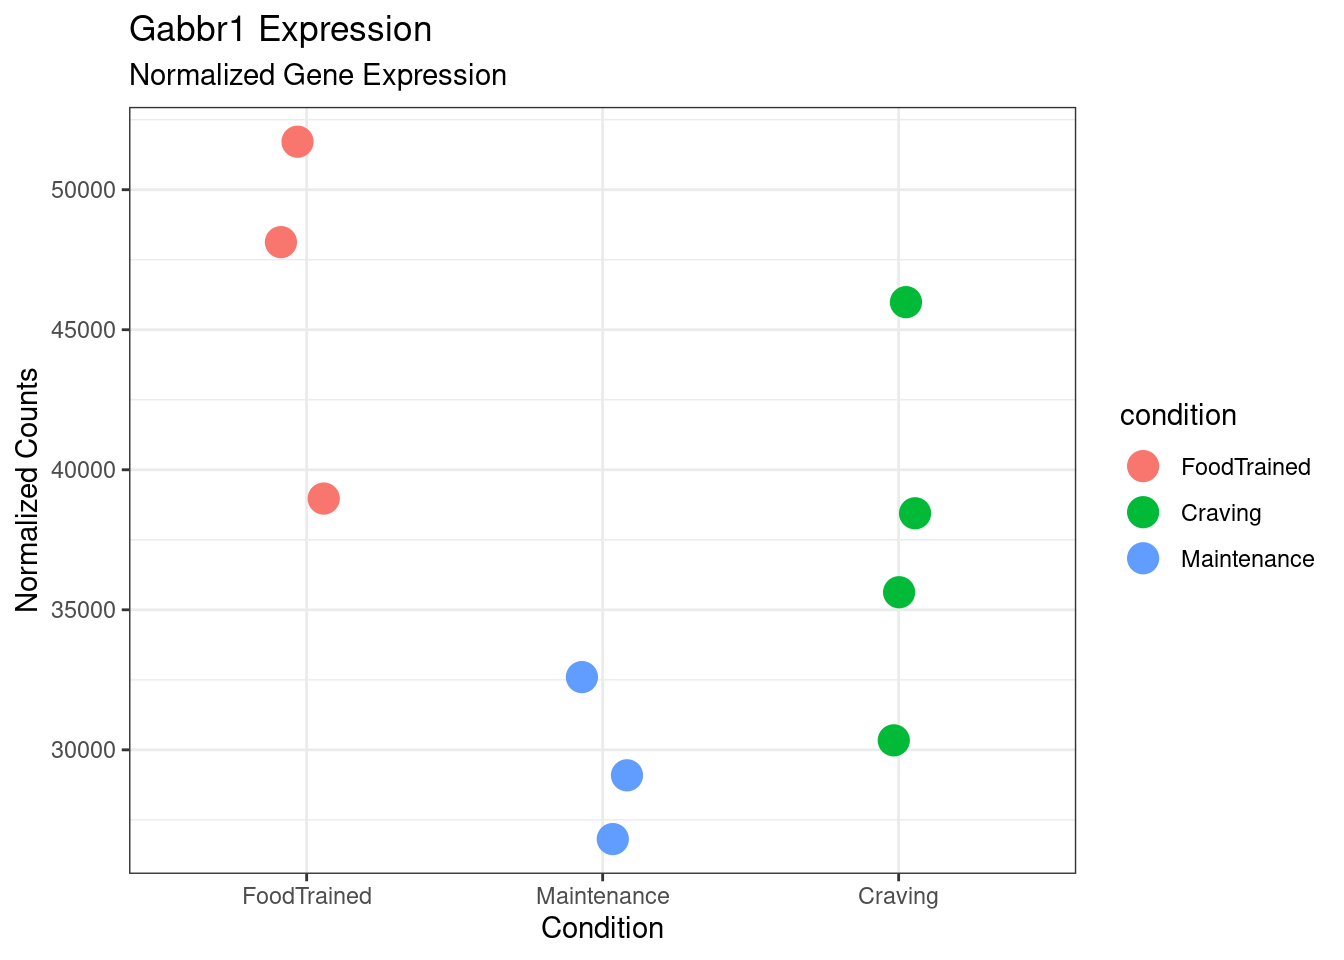 Gabbr1 Expression
Normalized Gene Expression
50000
45000
40000
35000
30000
Normalized Counts
FoodTrained
Maintenance
Craving
Condition
condition
FoodTrained
Craving
Maintenance